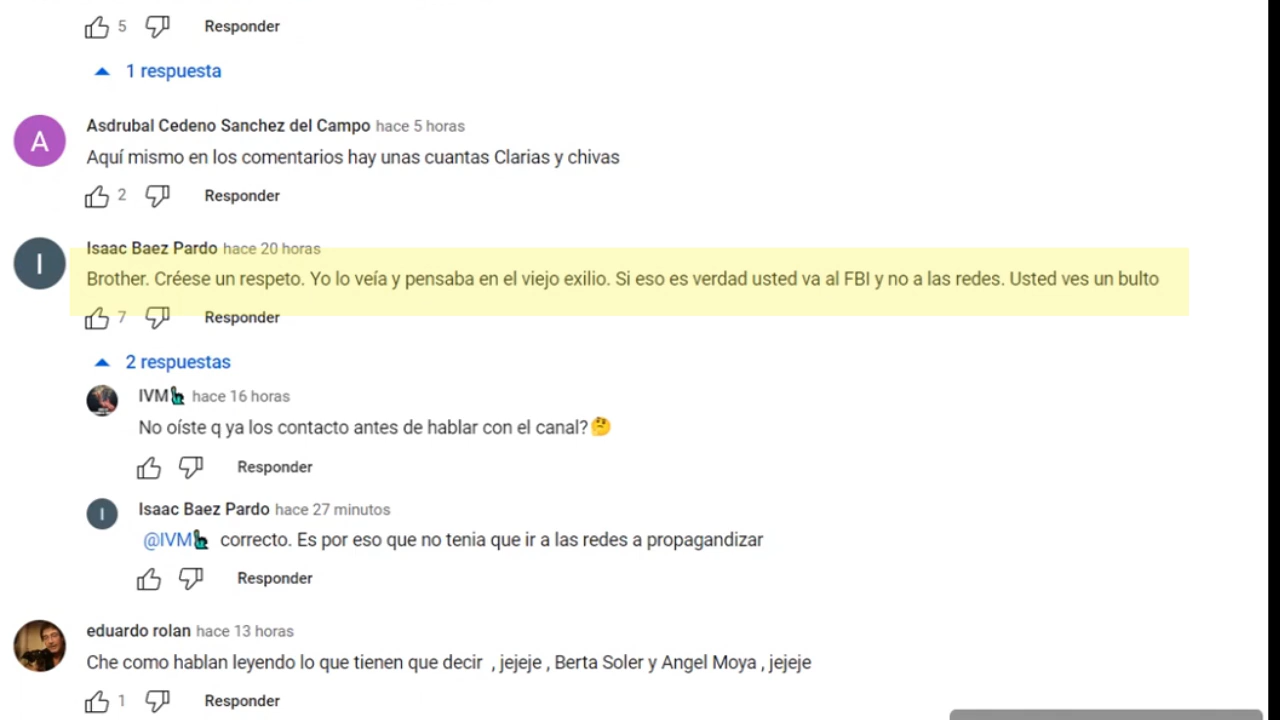 5 Responder
1 respuesta
A
Asdrubal Cedeno Sanchez del Campo hace 5 horas
Aquí mismo en los comentarios hay unas cuantas Clarias y chivas
2 Responder
I
Isaac Baez Pardo hace 20 horas
Brother. Créese un respeto. Yo lo veía y pensaba en el viejo exilio. Si eso es verdad usted va al FBI y no a las redes. Usted ves un bulto
7 Responder
2 respuestas
IVM🗽 hace 16 horas
No oíste q ya los contacto antes de hablar con el canal?🤔
Responder
I
Isaac Baez Pardo hace 27 minutos
@IVM🗽 correcto. Es por eso que no tenia que ir a las redes a propagandizar
Responder
eduardo rolan hace 13 horas
Che como hablan leyendo lo que tienen que decir , jejeje , Berta Soler y Angel Moya , jejeje
1 Responder